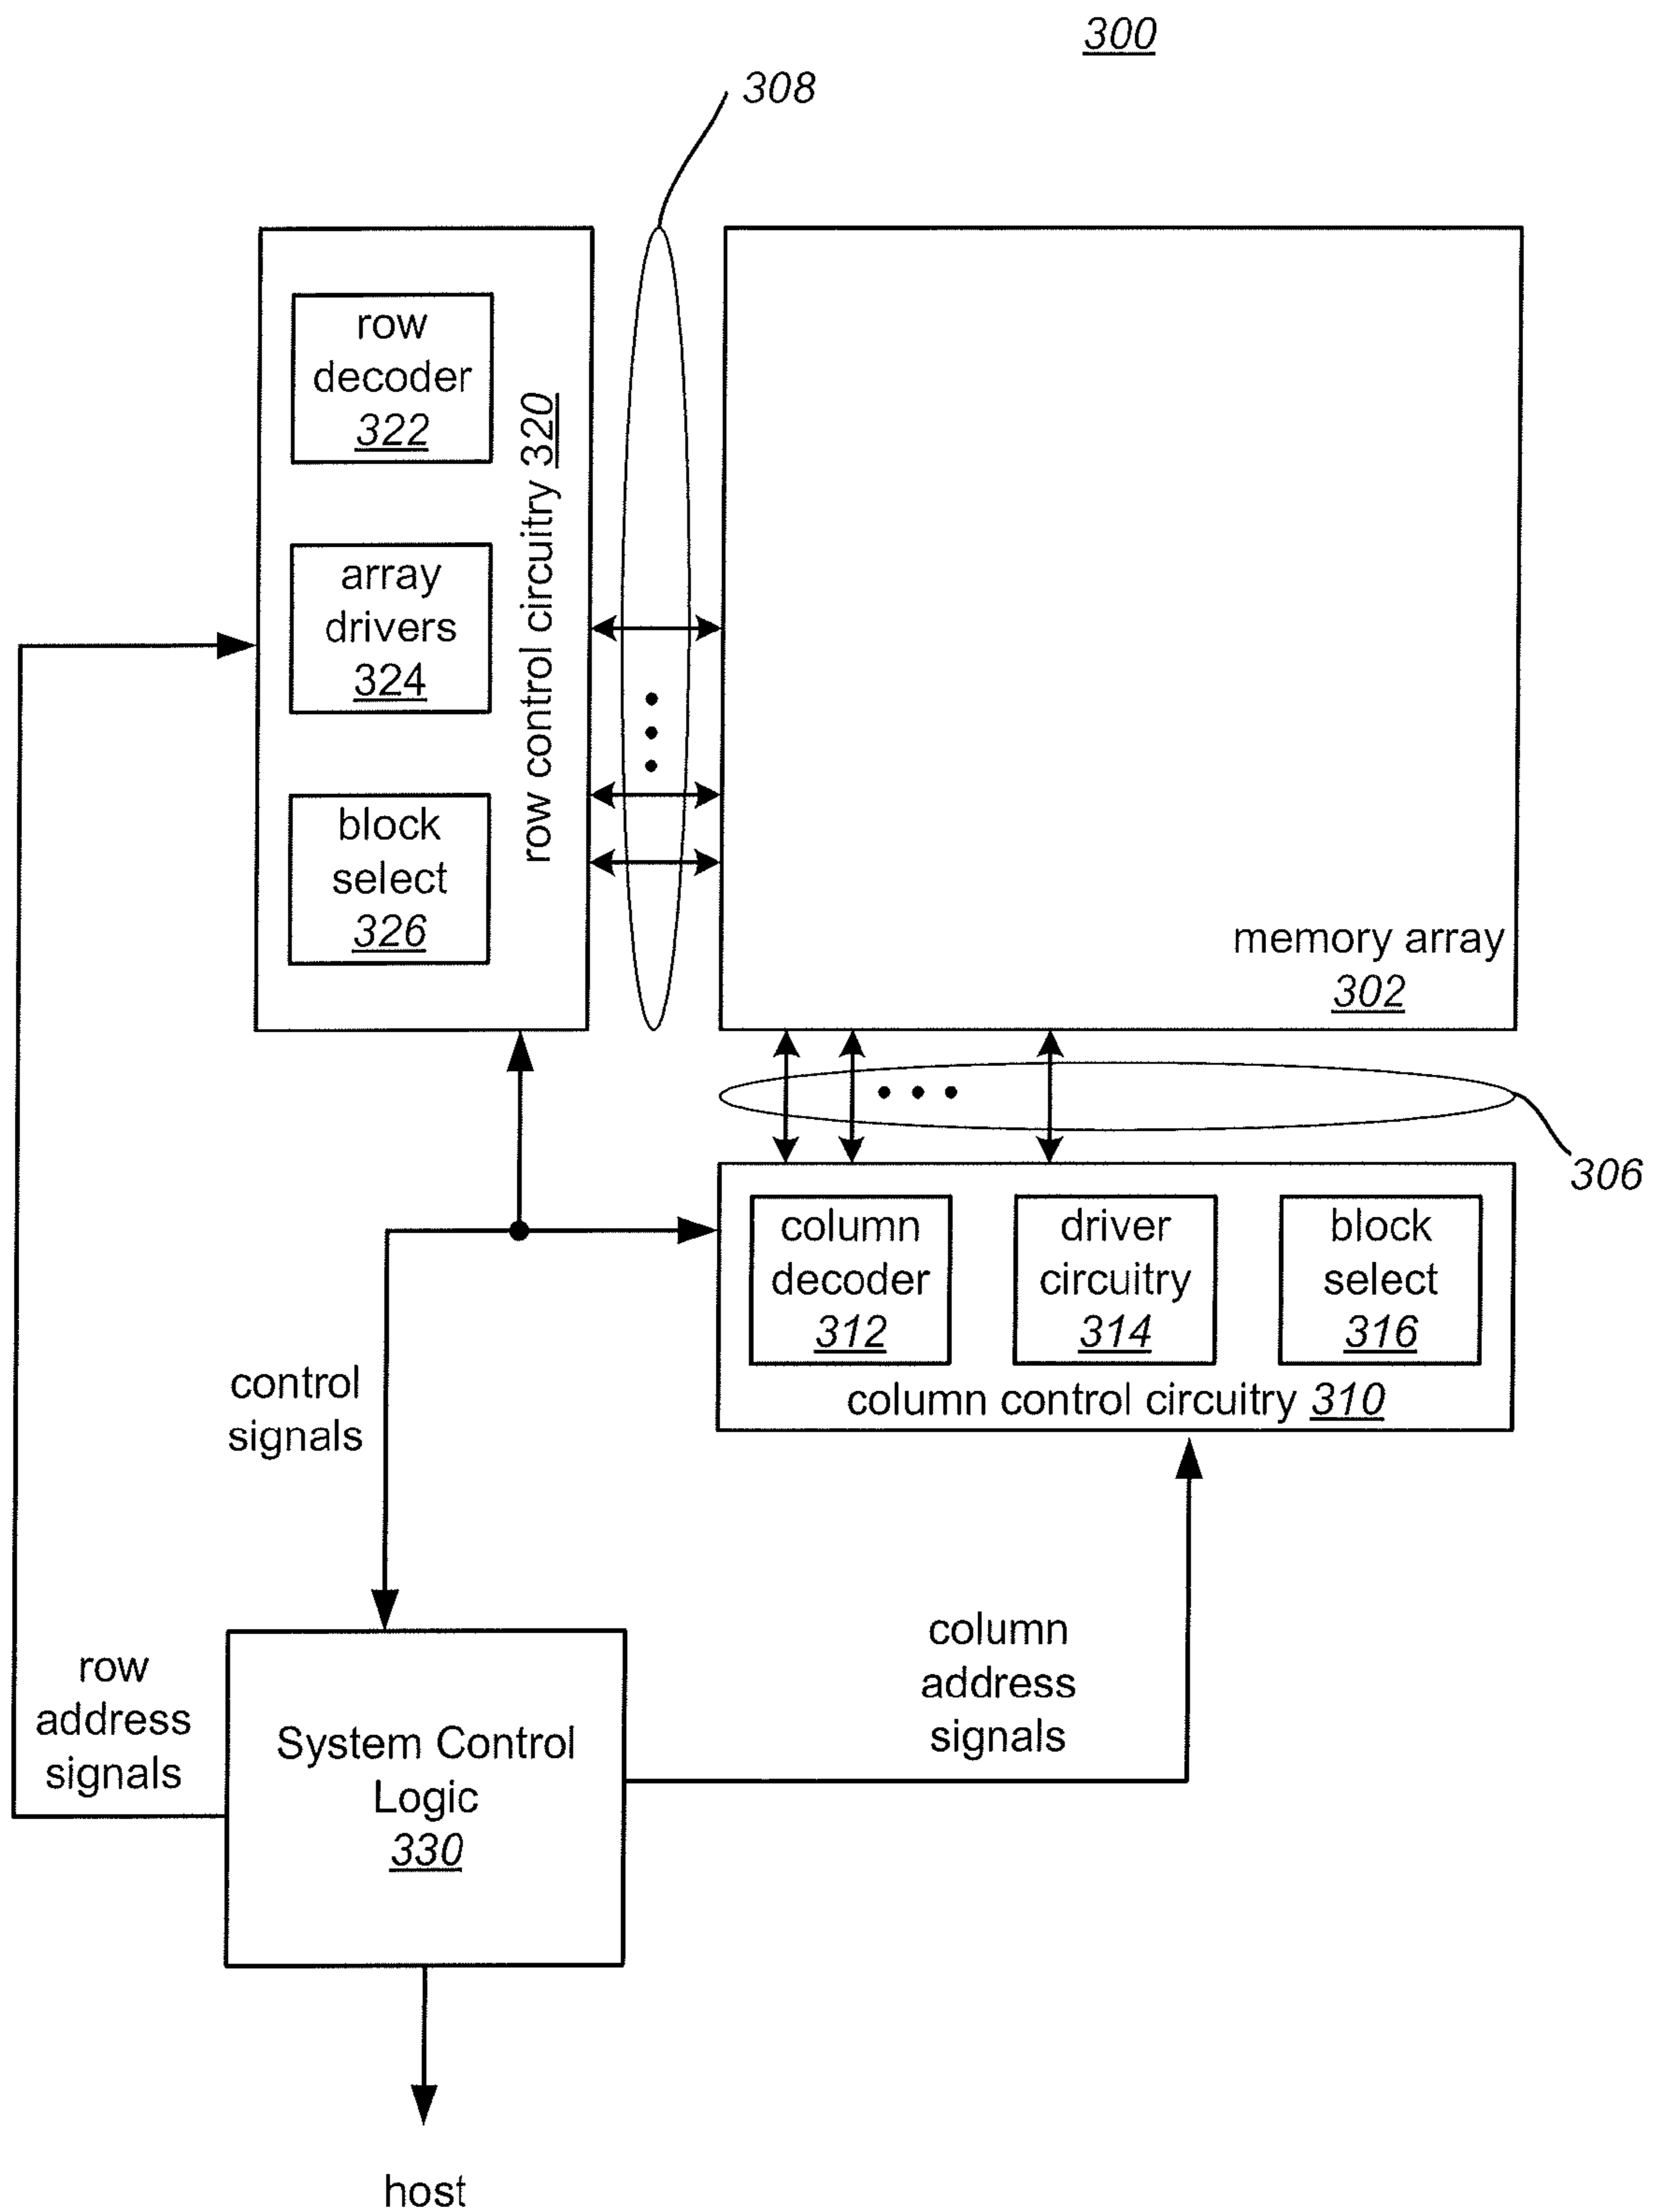 300
308
row
decoder
322
array
drivers
324
block
select
326
row control circuitry 320
memory array
302
306
column
decoder
312
driver
circuitry
314
block
select
316
column control circuitry 310
control
signals
row
address
signals
System Control
Logic
330
column
address
signals
host